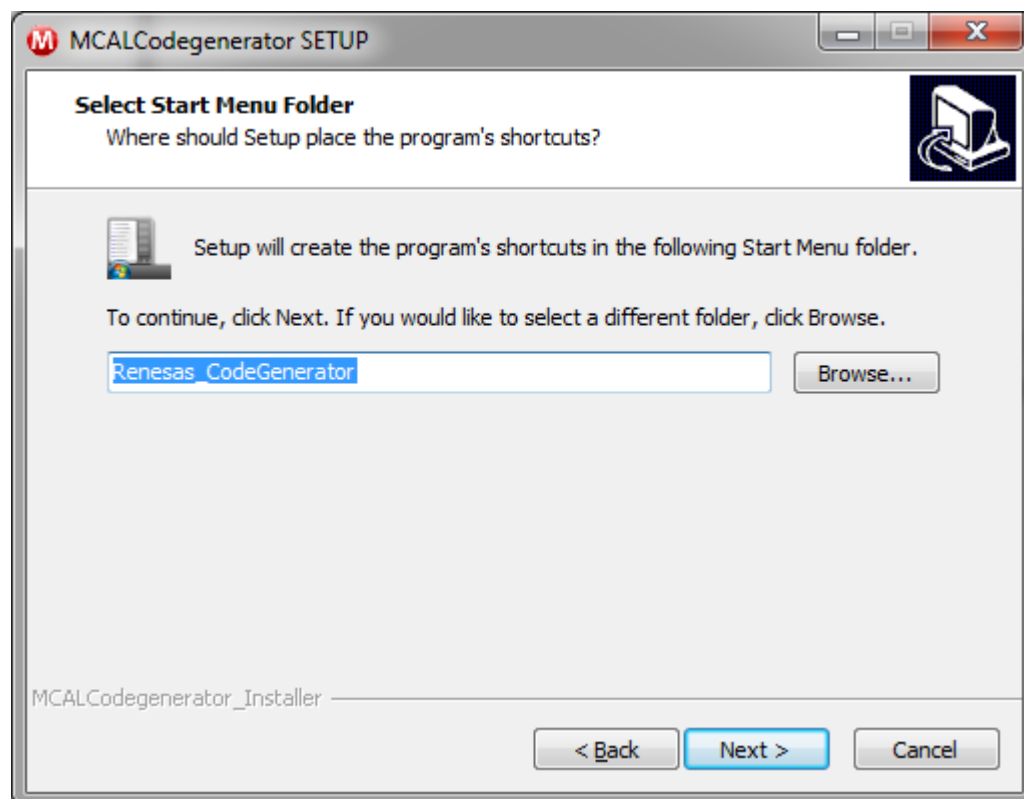 MCALCodegenerator SETUP
Select Start Menu Folder
Where should Setup place the program's shortcuts?
Setup will create the program's shortcuts in the following Start Menu folder.
To continue, click Next. If you would like to select a different folder, click Browse.
Renesas_CodeGenerator
Browse...
MCALCodegenerator_Installer
< Back
Next >
Cancel